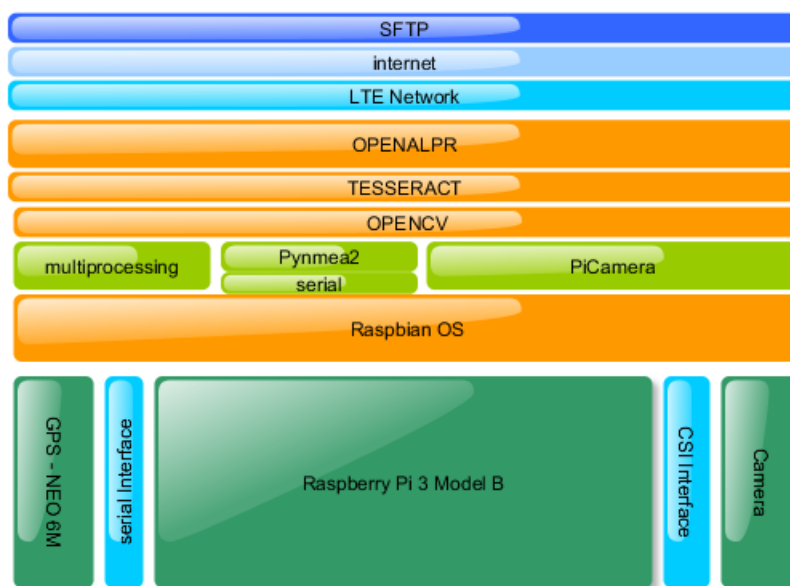 SFTP
internet
LTE Network
OPENALPR
TESSERACT
OPENCV
multiprocessing
Pynmea2
serial
PiCamera
Raspbian OS
GPS - NEO 6M
serial Interface
Raspberry Pi 3 Model B
CSI Interface
Camera